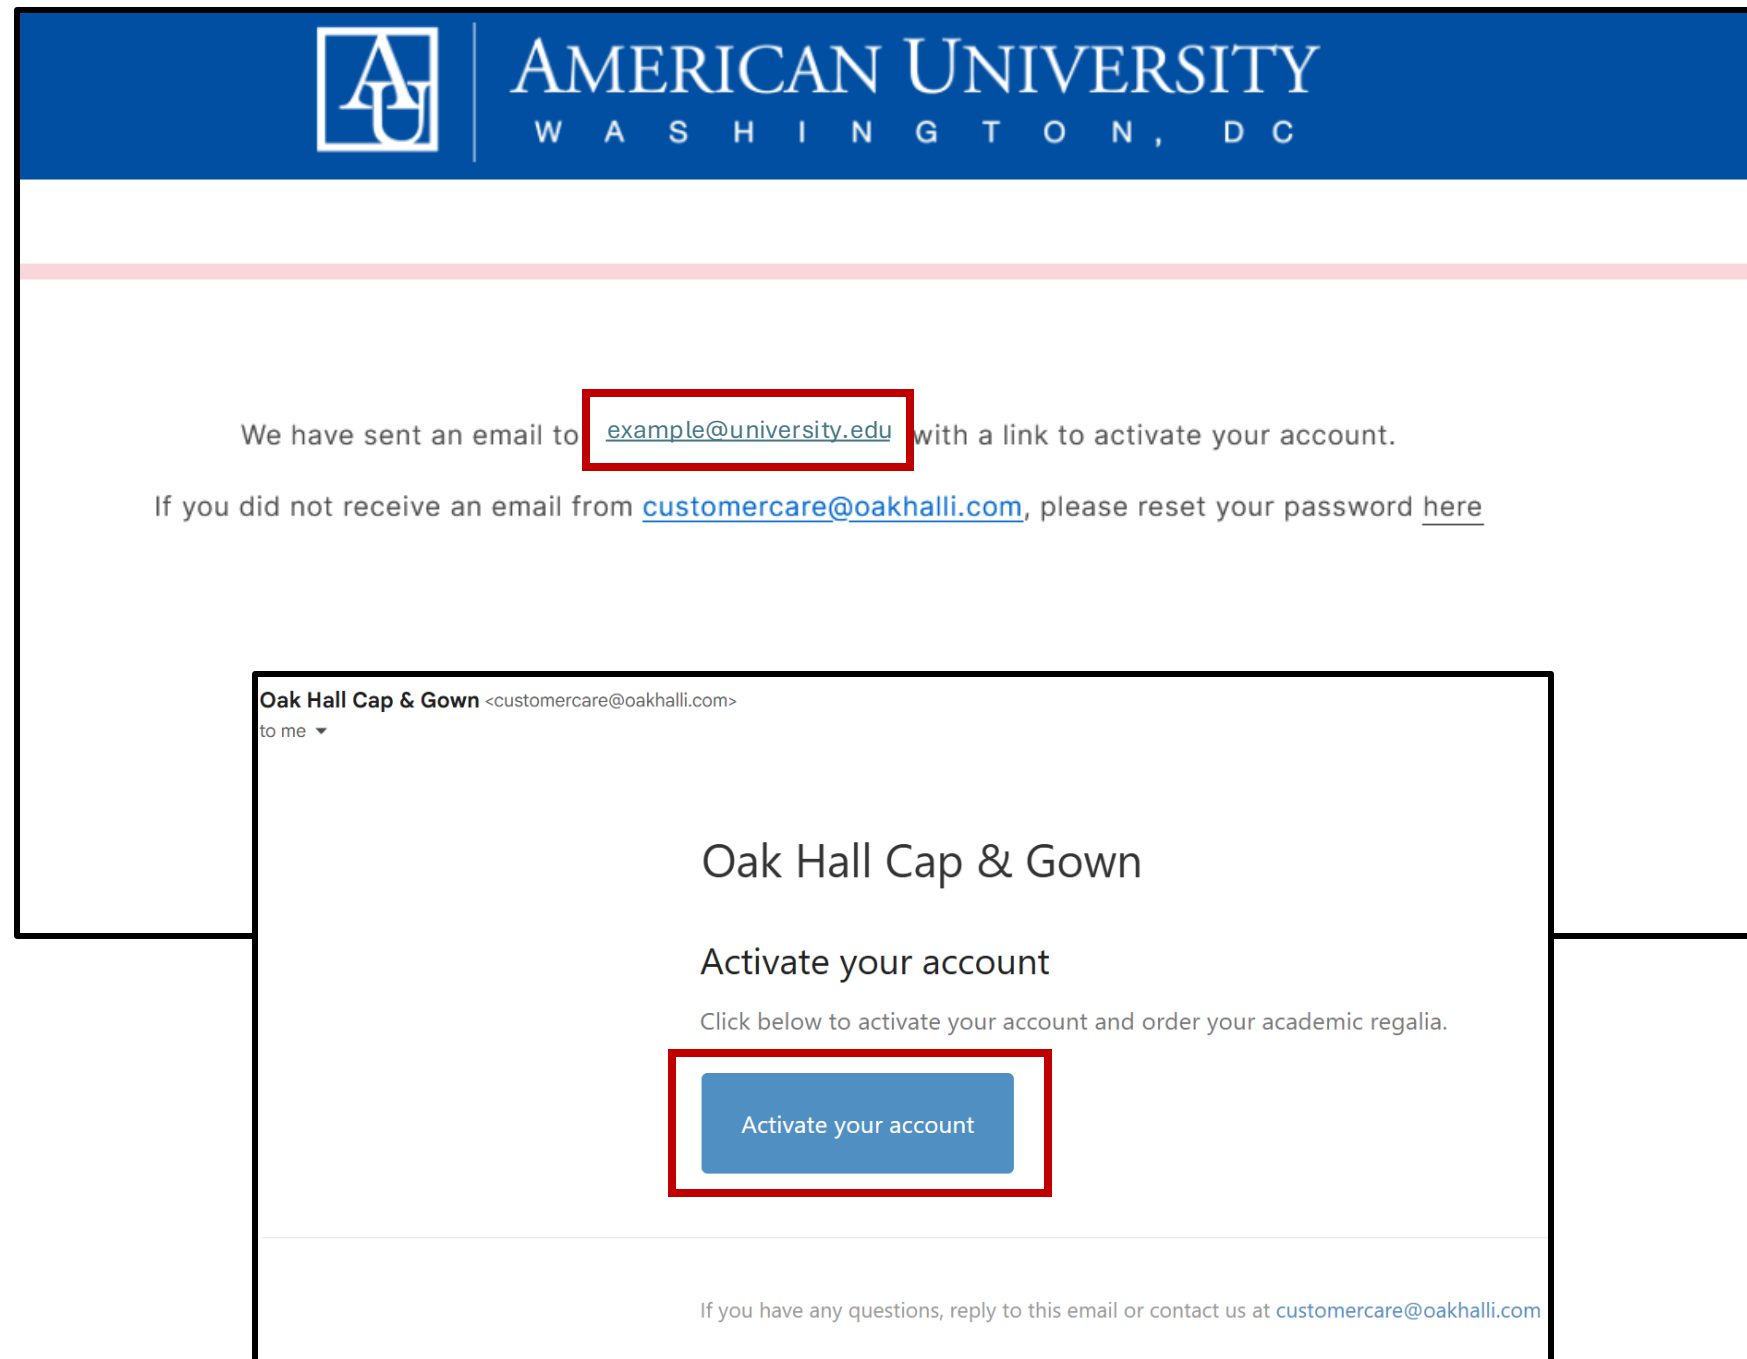 AU
AMERICAN UNIVERSITY
WASHINGTON, DC
We have sent an email to example@university.edu with a link to activate your account.
If you did not receive an email from customercare@oakhalli.com, please reset your password here
Oak Hall Cap & Gown <customercare@oakhalli.com>
to me
Oak Hall Cap & Gown
Activate your account
Click below to activate your account and order your academic regalia.
Activate your account
If you have any questions, reply to this email or contact us at customercare@oakhalli.com